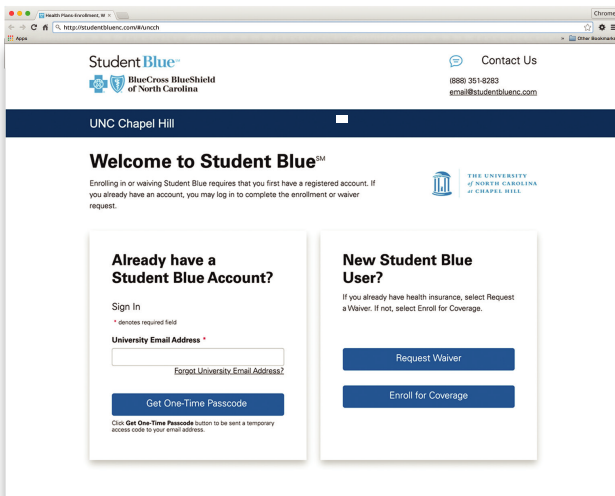 Health Plans-Enrollment, W ×
Chrome
http://studentbluenc.com/#/uncch
Apps
Other Bookmarks
Student Blue℠
Contact Us
BlueCross BlueShield
of North Carolina
(888) 351-8283
email@studentbluenc.com
UNC Chapel Hill
Welcome to Student Blue℠
Enrolling in or waiving Student Blue requires that you first have a registered account. If
you already have an account, you may log in to complete the enrollment or waiver
request.
THE UNIVERSITY
of NORTH CAROLINA
at CHAPEL HILL
Already have a
Student Blue Account?
Sign In
* denotes required field
University Email Address *
Forgot University Email Address?
Get One-Time Passcode
Click Get One-Time Passcode button to be sent a temporary
access code to your email address.
New Student Blue
User?
If you already have health insurance, select Request
a Waiver. If not, select Enroll for Coverage.
Request Waiver
Enroll for Coverage